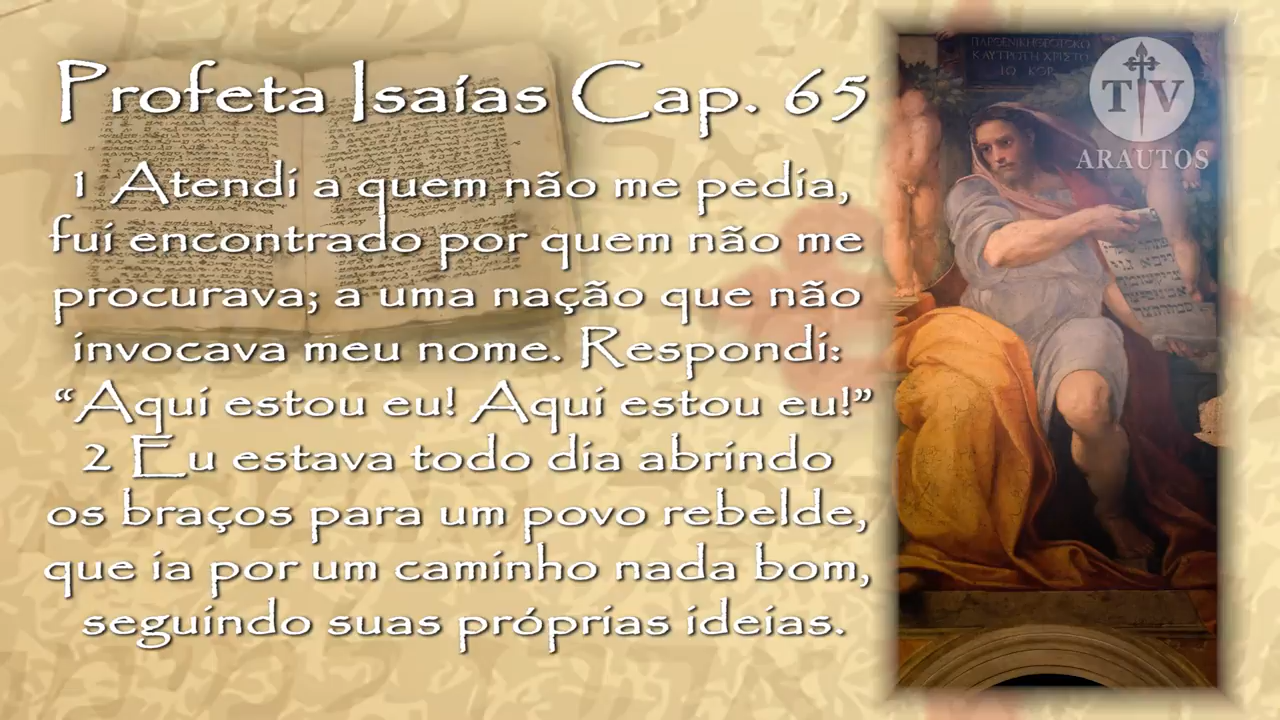 Profeta Isaías Cap. 65
1 Atendi a quem não me pedia,
fui encontrado por quem não me
procurava; a uma nação que não
invocava meu nome. Respondi:
“Aqui estou eu! Aqui estou eu!”
2 Eu estava todo dia abrindo
os braços para um povo rebelde,
que ia por um caminho nada bom,
seguindo suas próprias ideias.
TV
ARAUTOS